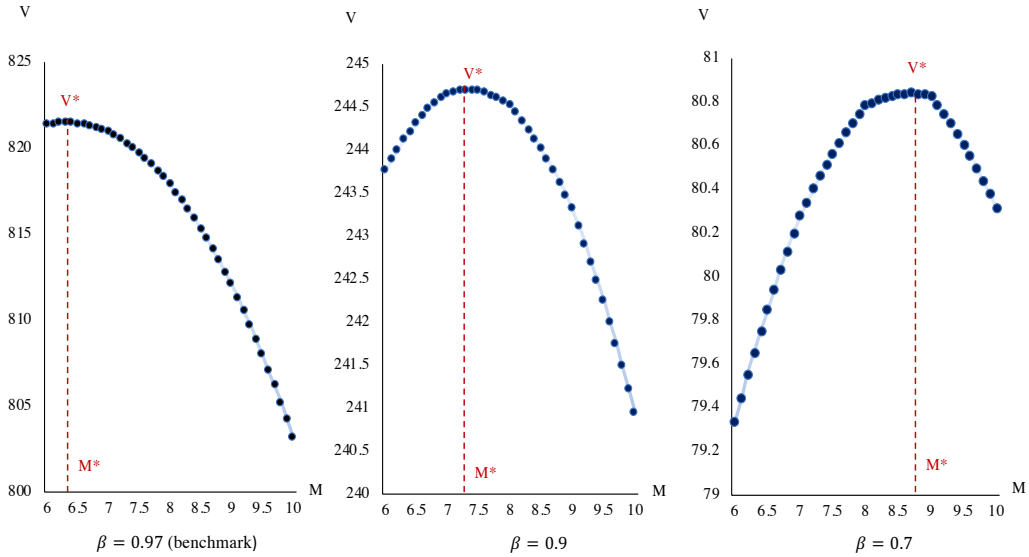 V
825
820
815
810
805
800
V*
M*
6 6.5 7 7.5 8 8.5 9 9.5 10
M
β = 0.97 (benchmark)
V
245
244.5
244
243.5
243
242.5
242
241.5
241
240.5
240
V*
M*
6 6.5 7 7.5 8 8.5 9 9.5 10
M
β = 0.9
V
81
80.8
80.6
80.4
80.2
80
79.8
79.6
79.4
79.2
79
V*
M*
6 6.5 7 7.5 8 8.5 9 9.5 10
M
β = 0.7